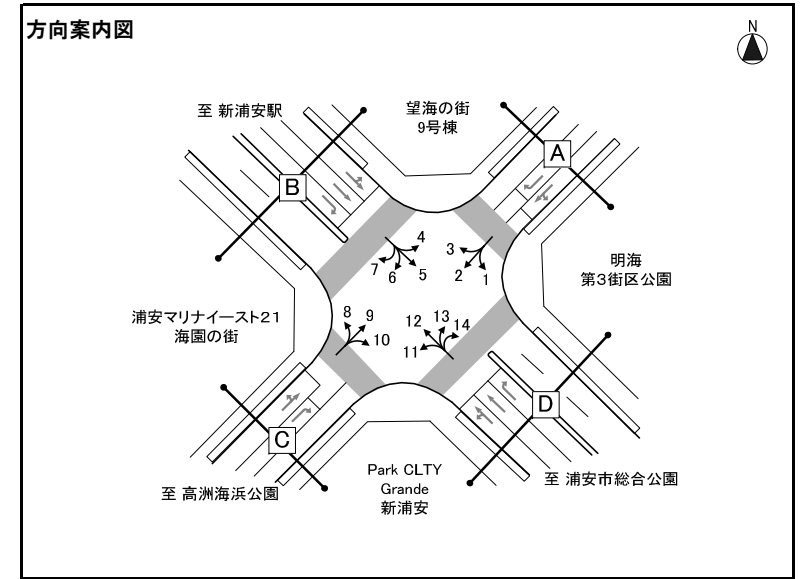 方向案内図
N
至 新浦安駅
望海の街
9号棟
A
B
3
4
2
1
7
6
5
明海
第3街区公園
浦安マリナイースト21
海園の街
8
9
10
12
13
14
11
D
C
Park CLTY
Grande
新浦安
至 高洲海浜公園
至 浦安市総合公園